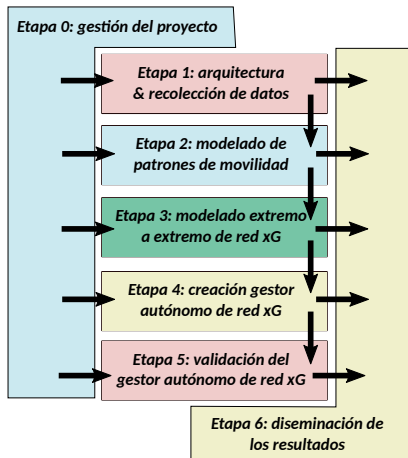 Etapa 0: gestión del proyecto
Etapa 1: arquitectura
& recolección de datos
Etapa 2: modelado de
patrones de movilidad
Etapa 3: modelado extremo
a extremo de red xG
Etapa 4: creación gestor
autónomo de red xG
Etapa 5: validación del
gestor autónomo de red xG
Etapa 6: diseminación de
los resultados